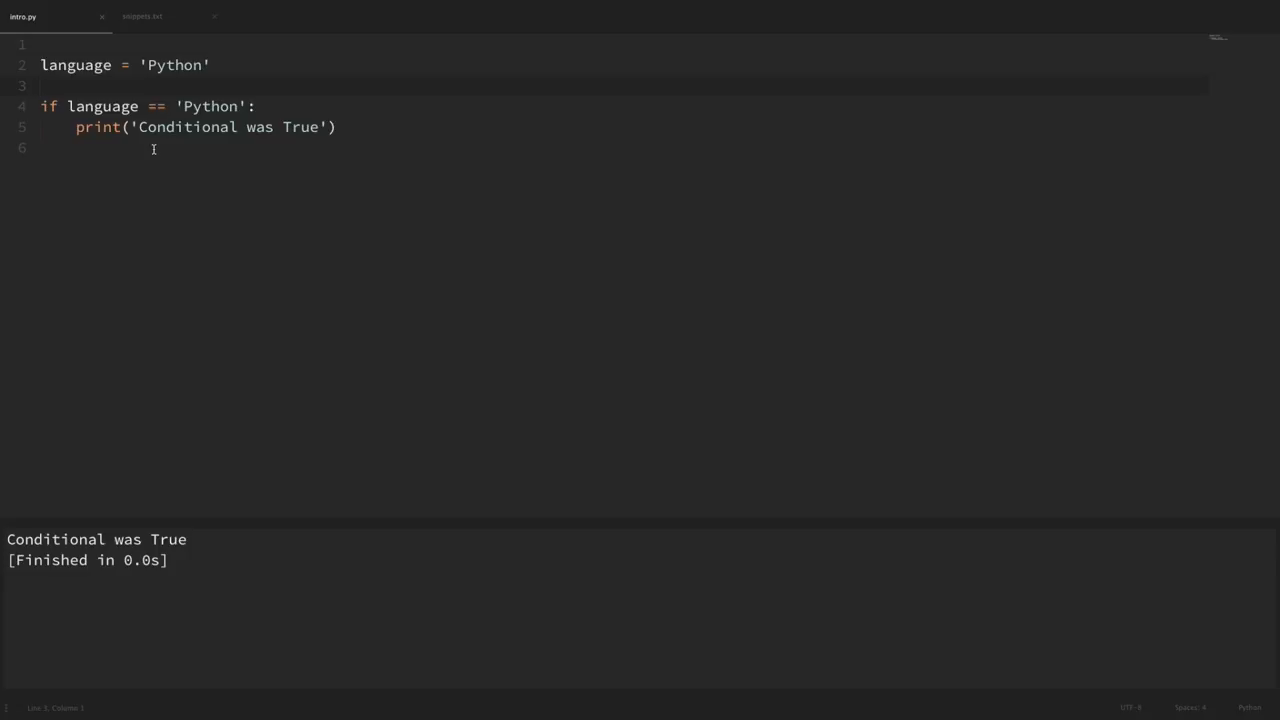 intro.py × snippets.txt ×
1
2 language = 'Python'
3
4 if language == 'Python':
5     print('Conditional was True')
6
Conditional was True
[Finished in 0.0s]
Line 3, Column 1 UTF-8 Spaces: 4 Python